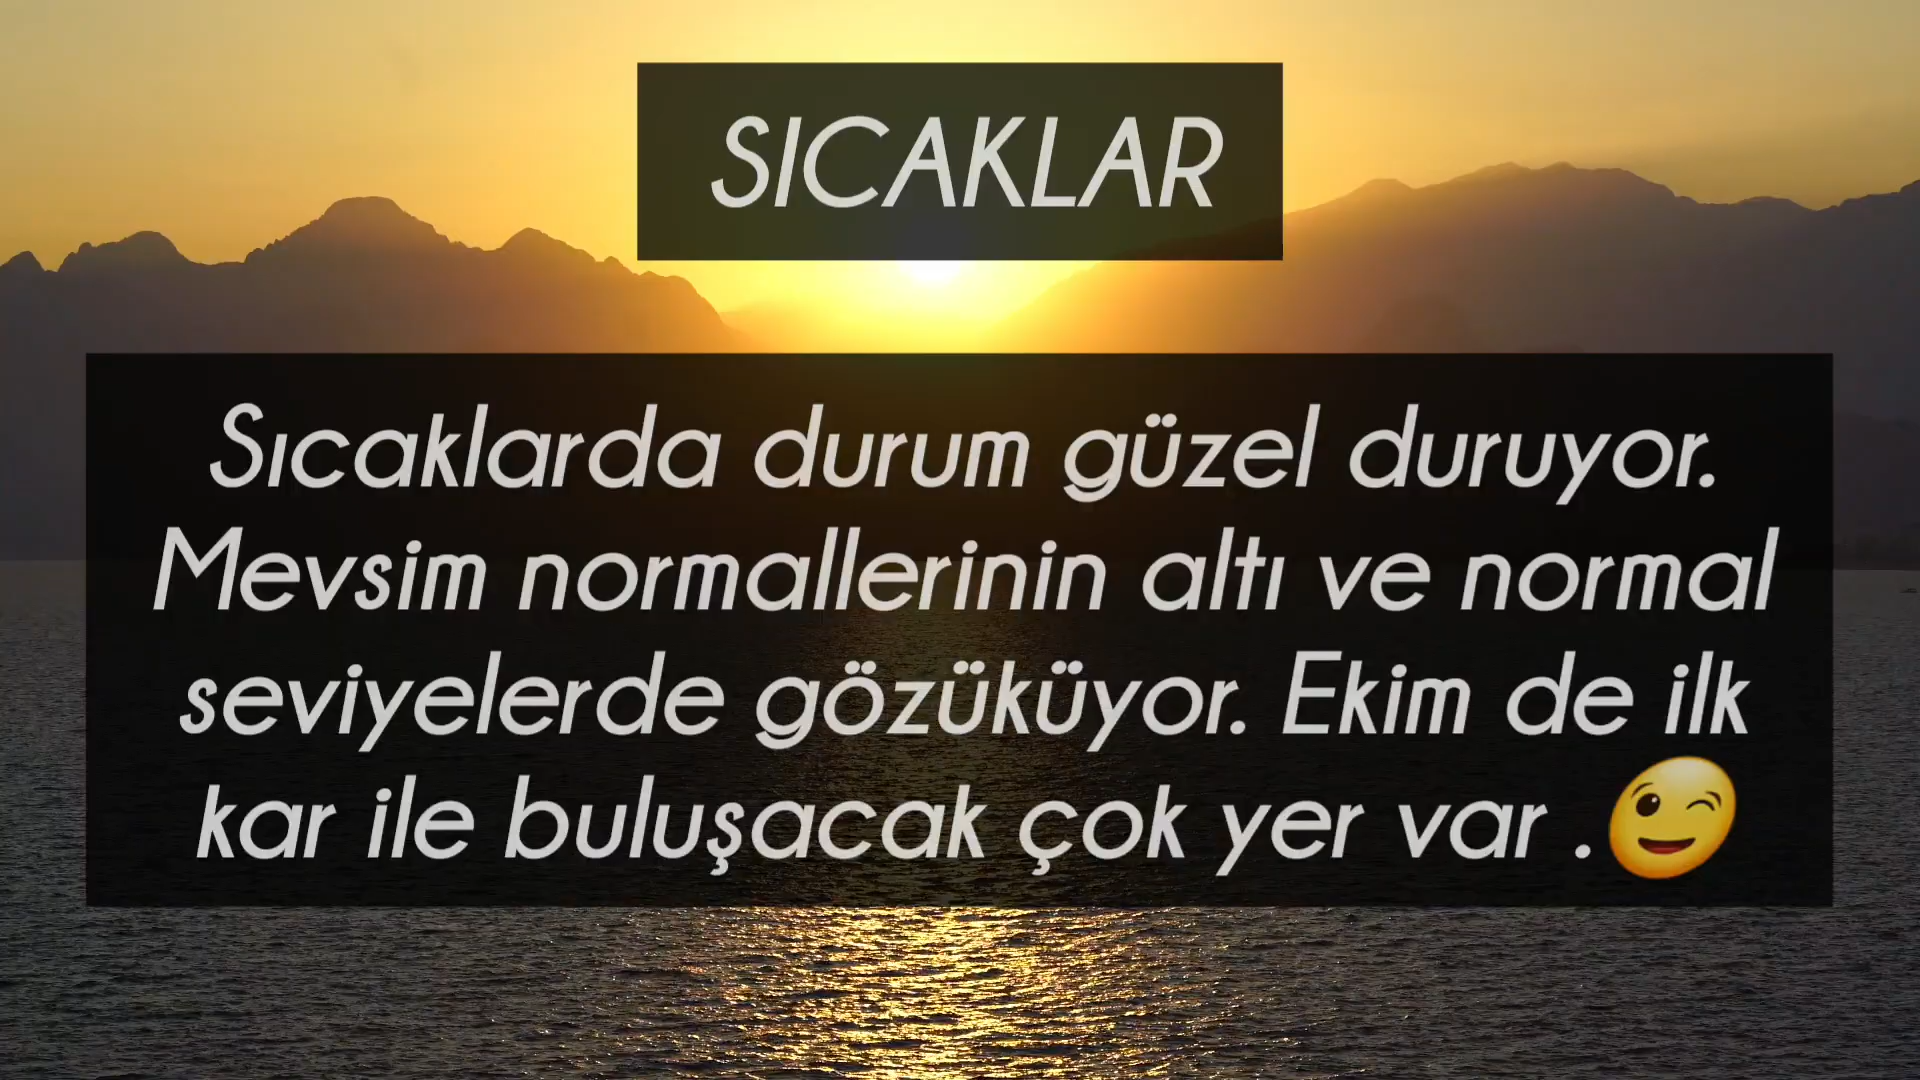 SICAKLAR
Sıcaklarda durum güzel duruyor.
Mevsim normallerinin altı ve normal
seviyelerde gözüküyor. Ekim de ilk
kar ile buluşacak çok yer var .😉